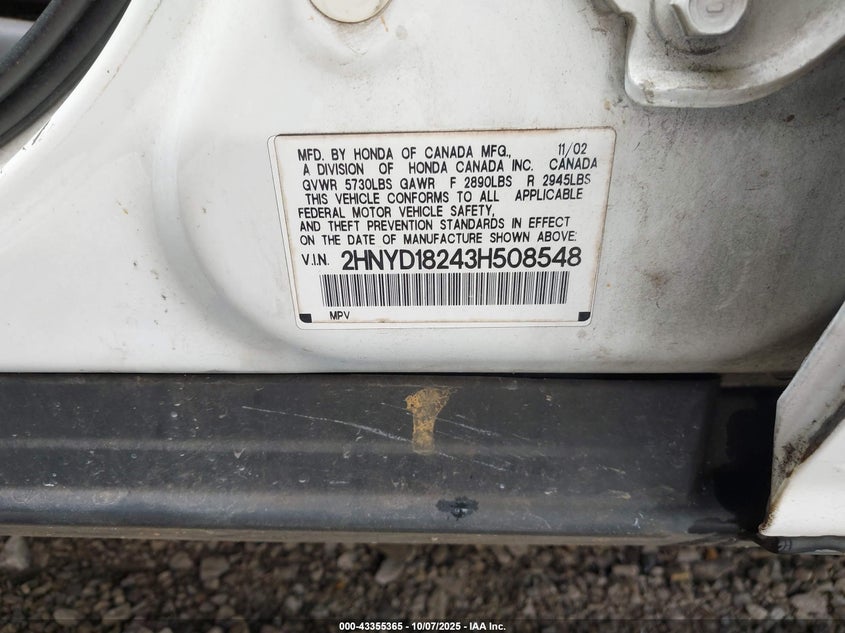 MFD. BY HONDA OF CANADA MFG., 11/02
A DIVISION OF HONDA CANADA INC. CANADA
GVWR 5730LBS GAWR F 2890LBS R 2945LBS
THIS VEHICLE CONFORMS TO ALL APPLICABLE
FEDERAL MOTOR VEHICLE SAFETY,
AND THEFT PREVENTION STANDARDS IN EFFECT
ON THE DATE OF MANUFACTURE SHOWN ABOVE:
V.I.N. 2HNYD18243H508548
MPV
000-43355365 - 10/07/2025 - IAA Inc.